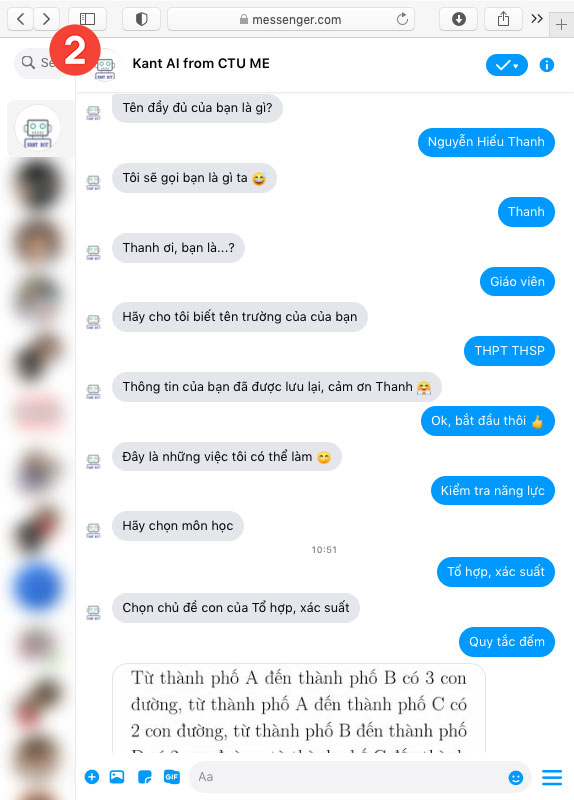 messenger.com
2
Kant AI from CTU ME
Tên đầy đủ của bạn là gì?
Nguyễn Hiếu Thanh
Tôi sẽ gọi bạn là gì ta 😅
Thanh
Thanh ơi, bạn là...?
Giáo viên
Hãy cho tôi biết tên trường của của bạn
THPT THSP
Thông tin của bạn đã được lưu lại, cảm ơn Thanh 🤗
Ok, bắt đầu thôi 👍
Đây là những việc tôi có thể làm 😊
Kiểm tra năng lực
Hãy chọn môn học
10:51
Tổ hợp, xác suất
Chọn chủ đề con của Tổ hợp, xác suất
Quy tắc đếm
Từ thành phố A đến thành phố B có 3 con
đường, từ thành phố A đến thành phố C có
2 con đường, từ thành phố B đến thành phố
KANT BOT
GIF
Aa